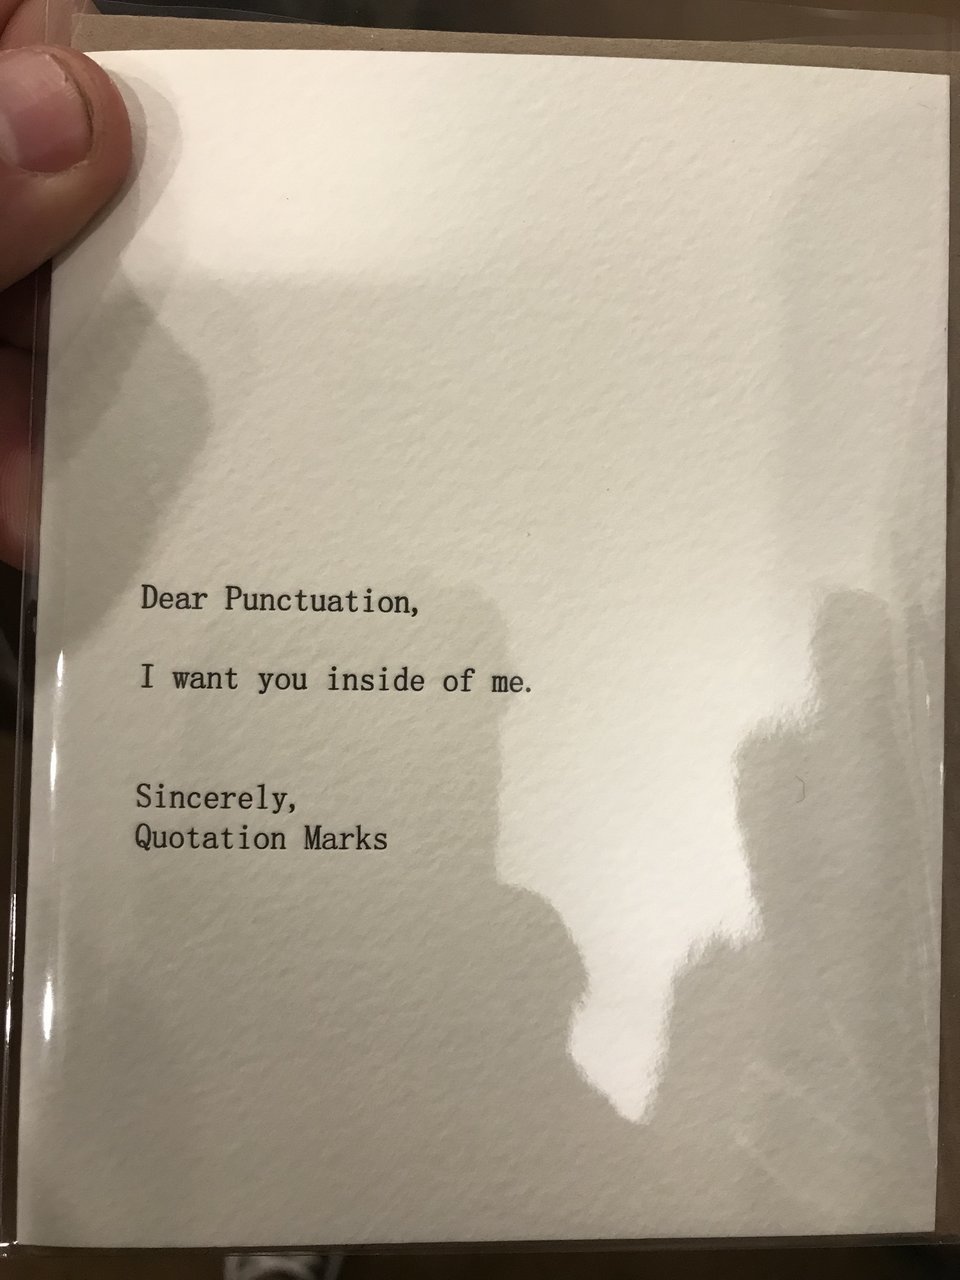 Dear Punctuation,
I want you inside of me.
Sincerely,
Quotation Marks